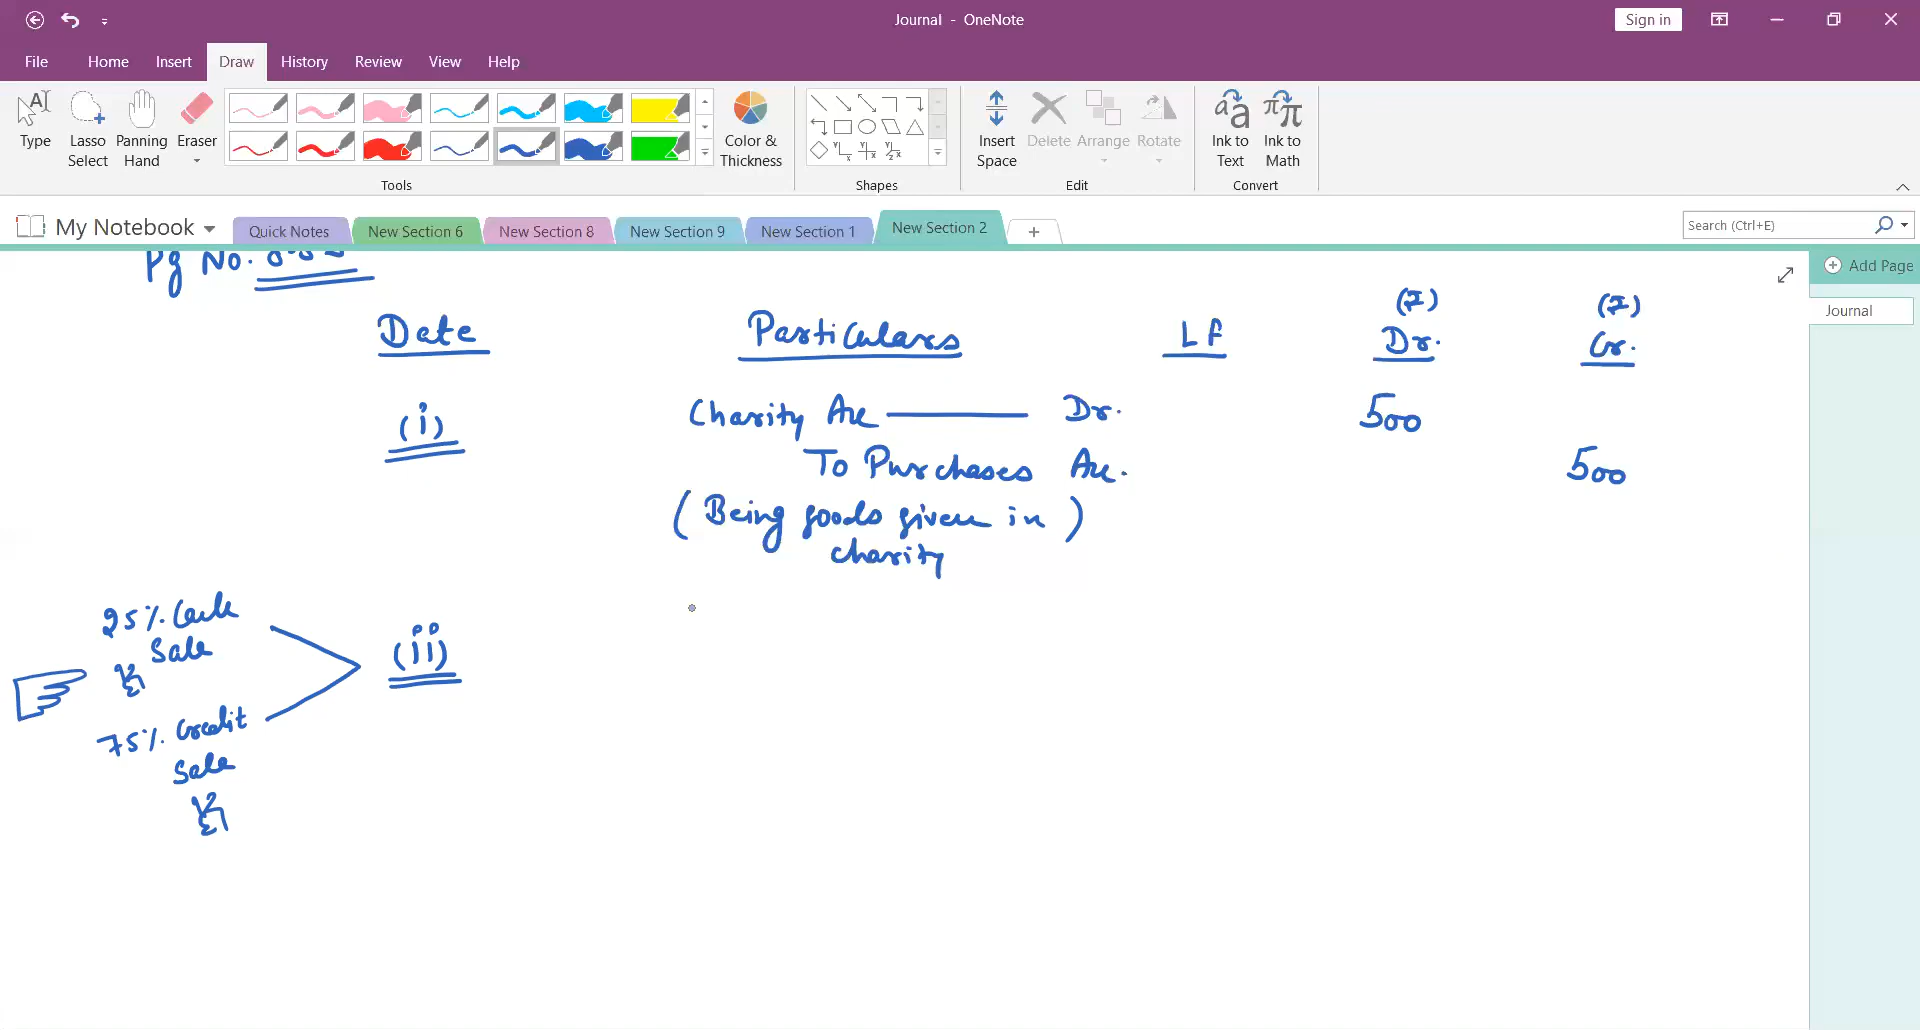 Journal - OneNote
Sign in
File Home Insert Draw History Review View Help
Type
Lasso Select
Panning Hand
Eraser
Color & Thickness
Insert Space
Delete
Arrange
Rotate
Ink to Text
Ink to Math
Tools
Shapes
Edit
Convert
My Notebook
Quick Notes
New Section 6
New Section 8
New Section 9
New Section 1
New Section 2
Search (Ctrl+E)
Add Page
Journal
Pg No.
(₹) (₹)
Date Particulars LF Dr. Cr.
(i) Charity A/c Dr. 500
To Purchases A/c. 500
(Being goods given in )
charity
25% Cash
Sale
(ii)
75% Credit
Sale